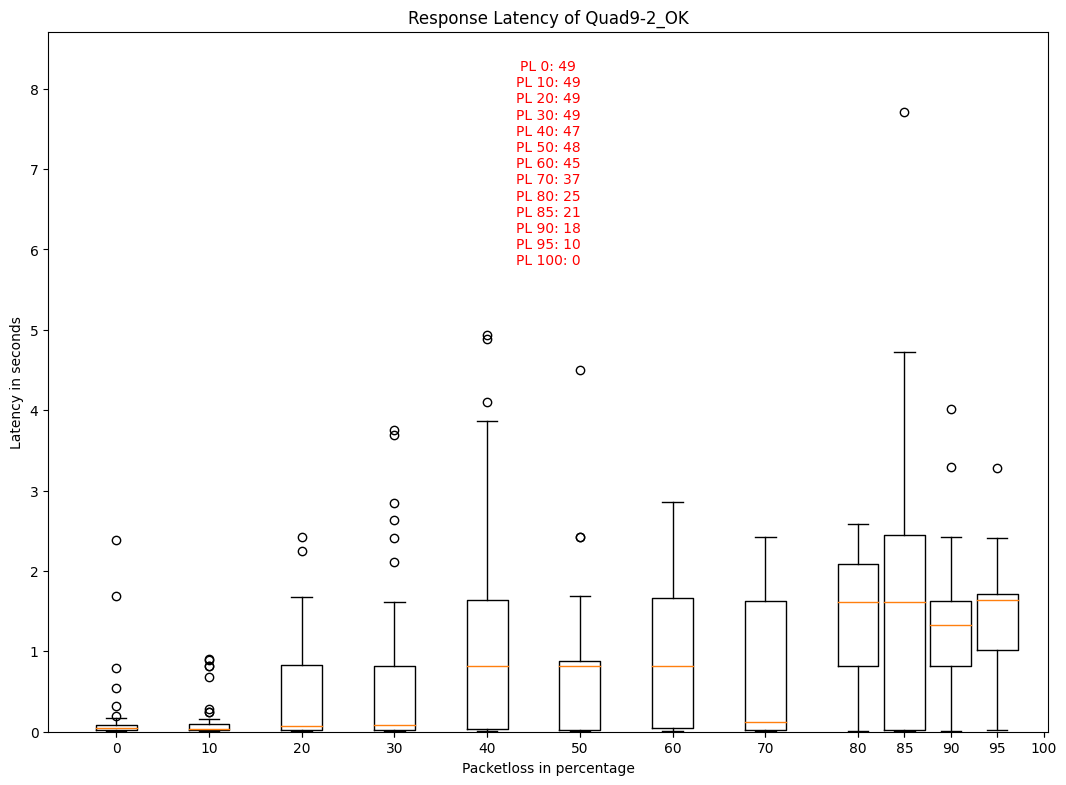 Response Latency of Quad9-2_OK
PL 0: 49
PL 10: 49
PL 20: 49
PL 30: 49
PL 40: 47
PL 50: 48
PL 60: 45
PL 70: 37
PL 80: 25
PL 85: 21
PL 90: 18
PL 95: 10
PL 100: 0
Latency in seconds
8
7
6
5
4
3
2
1
0
0 10 20 30 40 50 60 70 80 85 90 95 100
Packetloss in percentage